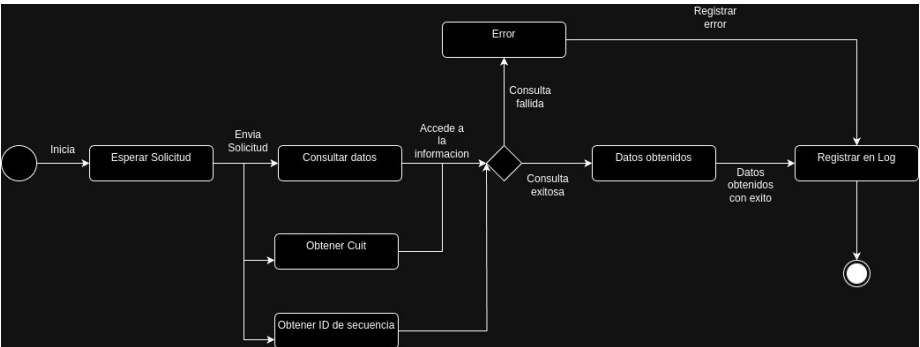 Registrar
error
Error
Consulta
fallida
Inicia
Esperar Solicitud
Envia
Solicitud
Consultar datos
Accede a
la
informacion
Consulta
exitosa
Datos obtenidos
Datos
obtenidos
con exito
Registrar en Log
Obtener Cuit
Obtener ID de secuencia